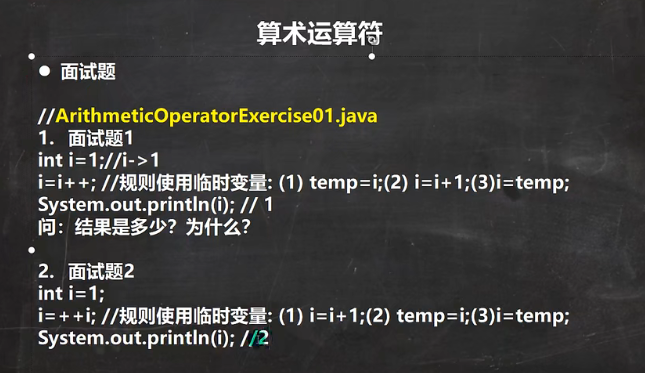 算术运算符
● 面试题
//ArithmeticOperatorExercise01.java
1. 面试题1
int i=1;//i->1
i=i++; //规则使用临时变量: (1) temp=i;(2) i=i+1;(3)i=temp;
System.out.println(i); // 1
问：结果是多少？为什么？
2. 面试题2
int i=1;
i=++i; //规则使用临时变量: (1) i=i+1;(2) temp=i;(3)i=temp;
System.out.println(i); //2